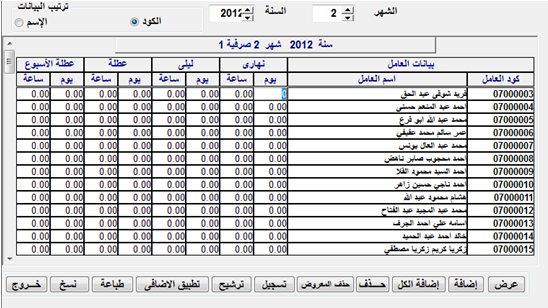 الشهر 2 السنة 2012 ترتيب البيانات
الكود الإسم
سنة 2012 شهر 2 صرفية 1
بيانات العامل نهارى ليلى عطلة عطلة الأسبوع
كود العامل اسم العامل يوم ساعة يوم ساعة يوم ساعة يوم ساعة
07000003 فريد شوقي عبد الحق 0 0.00 0.00 0.00 0.00 0.00 0.00 0.00
07000004 احمد عبد المنعم حسنى 0.00 0.00 0.00 0.00 0.00 0.00 0.00 0.00
07000005 محمد عبد الله ابو فرع 0.00 0.00 0.00 0.00 0.00 0.00 0.00 0.00
07000006 عمر سالم محمد عفيفي 0.00 0.00 0.00 0.00 0.00 0.00 0.00 0.00
07000007 محمد عبد العال يونس 0.00 0.00 0.00 0.00 0.00 0.00 0.00 0.00
07000008 احمد محجوب صابر ناهض 0.00 0.00 0.00 0.00 0.00 0.00 0.00 0.00
07000009 احمد السيد محمود الفلا 0.00 0.00 0.00 0.00 0.00 0.00 0.00 0.00
07000010 احمد ناجي حسين زاهر 0.00 0.00 0.00 0.00 0.00 0.00 0.00 0.00
07000011 هشام محمود عبد الله 0.00 0.00 0.00 0.00 0.00 0.00 0.00 0.00
07000012 محمد عبد المجيد عبد الفتاح 0.00 0.00 0.00 0.00 0.00 0.00 0.00 0.00
07000013 اسامه علي احمد الجرف 0.00 0.00 0.00 0.00 0.00 0.00 0.00 0.00
07000014 خالد احمد عبد الحميد 0.00 0.00 0.00 0.00 0.00 0.00 0.00 0.00
07000015 زكريا كريم زكريا مصطفي 0.00 0.00 0.00 0.00 0.00 0.00 0.00 0.00
عرض إضافة إضافة الكل حـــذف حذف المعروض تسجيل ترشيح تطبيق الاضافى طباعة نسخ خـــروج